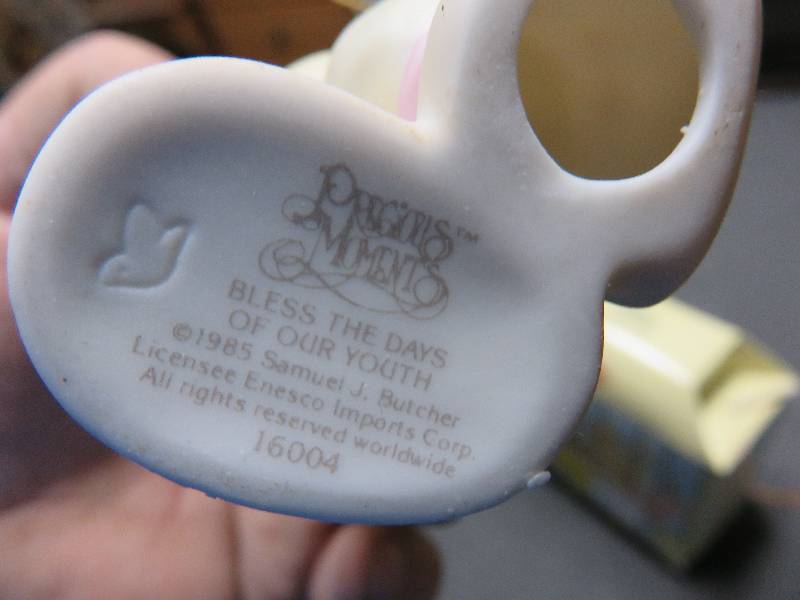 PRECIOUS
MOMENTS™
BLESS THE DAYS
OF OUR YOUTH
©1985 Samuel J. Butcher
Licensee Enesco Imports Corp.
All rights reserved worldwide
16004